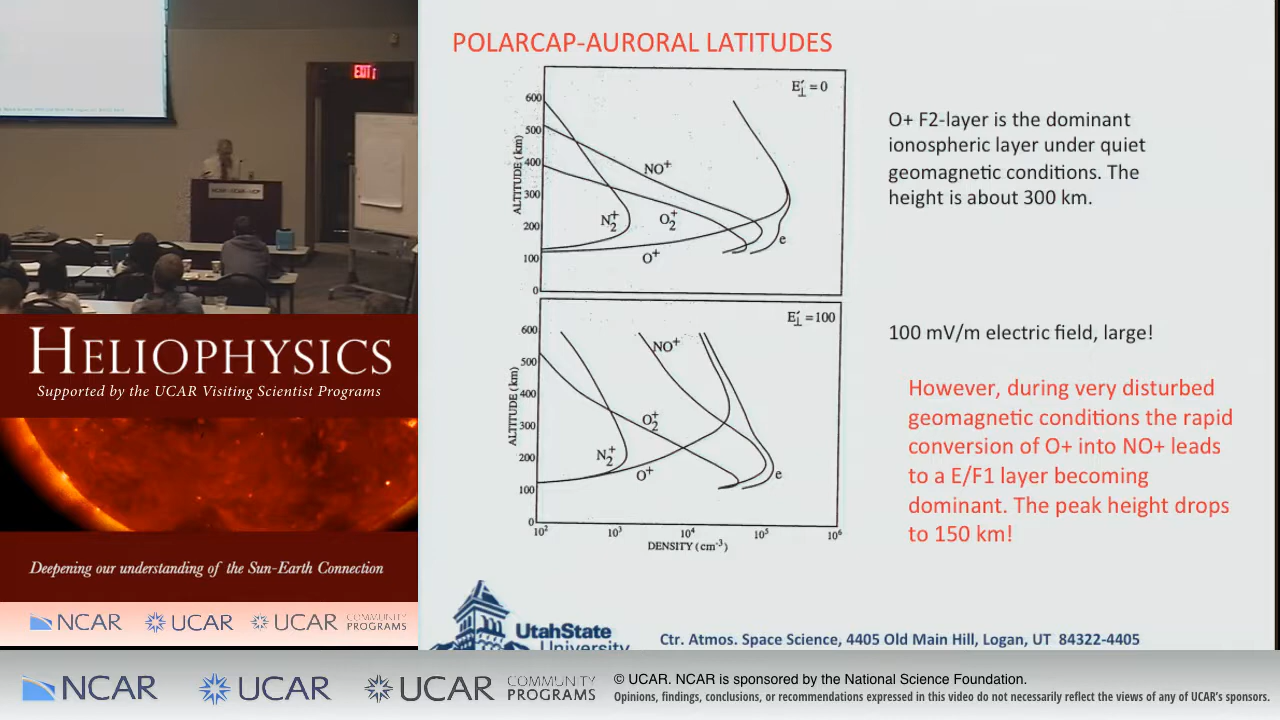 EXIT
NCAR-UCAR-UCP
HELIOPHYSICS
Supported by the UCAR Visiting Scientist Programs
Deepening our understanding of the Sun-Earth Connection
NCAR UCAR UCAR COMMUNITY PROGRAMS
POLARCAP-AURORAL LATITUDES
E′⊥=0
600
500
400
300
200
100
0
ALTITUDE (km)
NO+
N2+
O2+
O+
e
E′⊥=100
600
500
400
300
200
100
0
ALTITUDE (km)
NO+
O2+
N2+
O+
e
10² 10³ 10⁴ 10⁵ 10⁶
DENSITY (cm⁻³)
O+ F2-layer is the dominant
ionospheric layer under quiet
geomagnetic conditions. The
height is about 300 km.
100 mV/m electric field, large!
However, during very disturbed
geomagnetic conditions the rapid
conversion of O+ into NO+ leads
to a E/F1 layer becoming
dominant. The peak height drops
to 150 km!
UtahState
University
Ctr. Atmos. Space Science, 4405 Old Main Hill, Logan, UT 84322-4405
NCAR UCAR UCAR COMMUNITY PROGRAMS
© UCAR. NCAR is sponsored by the National Science Foundation.
Opinions, findings, conclusions, or recommendations expressed in this video do not necessarily reflect the views of any of UCAR's sponsors.